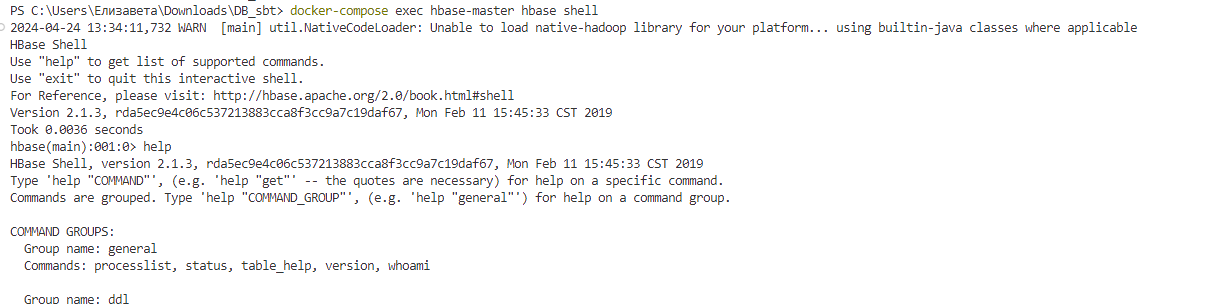 PS C:\Users\Елизавета\Downloads\DB_sbt> docker-compose exec hbase-master hbase shell
2024-04-24 13:34:11,732 WARN  [main] util.NativeCodeLoader: Unable to load native-hadoop library for your platform... using builtin-java classes where applicable
HBase Shell
Use "help" to get list of supported commands.
Use "exit" to quit this interactive shell.
For Reference, please visit: http://hbase.apache.org/2.0/book.html#shell
Version 2.1.3, rda5ec9e4c06c537213883cca8f3cc9a7c19daf67, Mon Feb 11 15:45:33 CST 2019
Took 0.0036 seconds
hbase(main):001:0> help
HBase Shell, version 2.1.3, rda5ec9e4c06c537213883cca8f3cc9a7c19daf67, Mon Feb 11 15:45:33 CST 2019
Type 'help "COMMAND"', (e.g. 'help "get"' -- the quotes are necessary) for help on a specific command.
Commands are grouped. Type 'help "COMMAND_GROUP"', (e.g. 'help "general"') for help on a command group.
COMMAND GROUPS:
  Group name: general
  Commands: processlist, status, table_help, version, whoami
  Group name: ddl